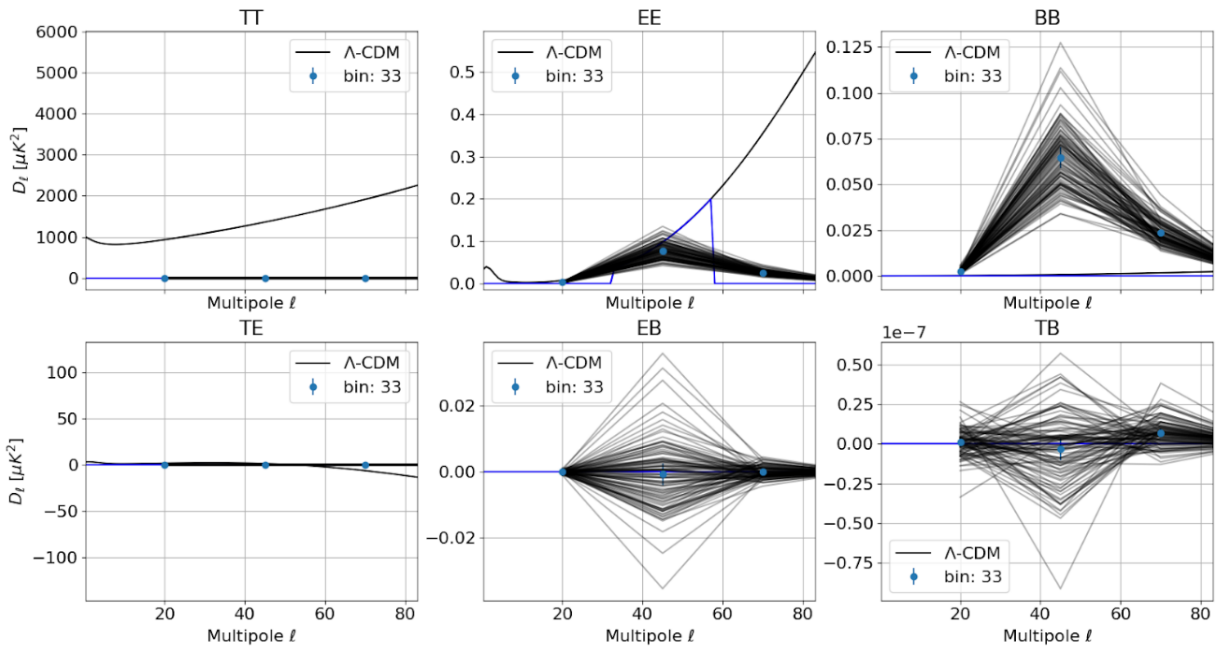 TT
6000
5000
4000
3000
2000
1000
0
D_ℓ [μK²]
Λ-CDM
bin: 33
Multipole ℓ
EE
0.5
0.4
0.3
0.2
0.1
0.0
Λ-CDM
bin: 33
Multipole ℓ
BB
0.125
0.100
0.075
0.050
0.025
0.000
Λ-CDM
bin: 33
Multipole ℓ
TE
100
50
0
−50
−100
D_ℓ [μK²]
Λ-CDM
bin: 33
20 40 60 80
Multipole ℓ
EB
0.02
0.00
−0.02
Λ-CDM
bin: 33
20 40 60 80
Multipole ℓ
1e−7
TB
0.50
0.25
0.00
−0.25
−0.50
−0.75
Λ-CDM
bin: 33
20 40 60 80
Multipole ℓ